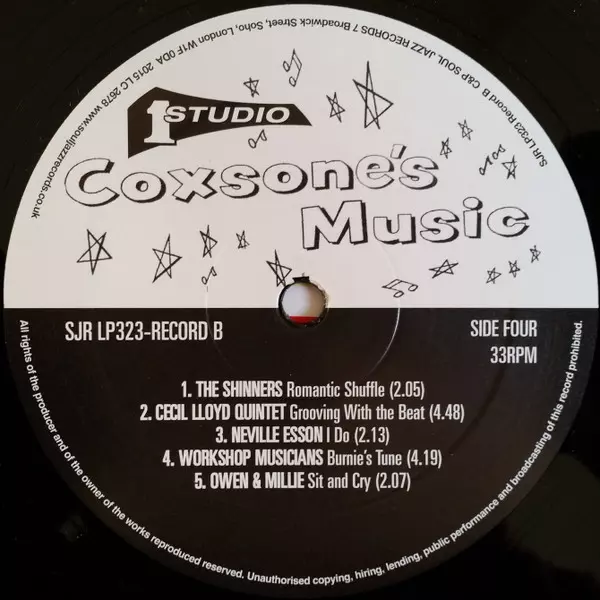 SJR LP323 Record B C&P SOUL JAZZ RECORDS 7 Broadwick Street, Soho, London W1F 0DA 2015 LC 2678 www.souljazzrecords.co.uk
1 STUDIO
Coxsone's
Music
SJR LP323-RECORD B
SIDE FOUR
33RPM
1. THE SHINNERS Romantic Shuffle (2.05)
2. CECIL LLOYD QUINTET Grooving With the Beat (4.48)
3. NEVILLE ESSON I Do (2.13)
4. WORKSHOP MUSICIANS Burnie's Tune (4.19)
5. OWEN & MILLIE Sit and Cry (2.07)
All rights of the producer and of the owner of the works reproduced reserved. Unauthorised copying, hiring, lending, public performance and broadcasting of this record prohibited.